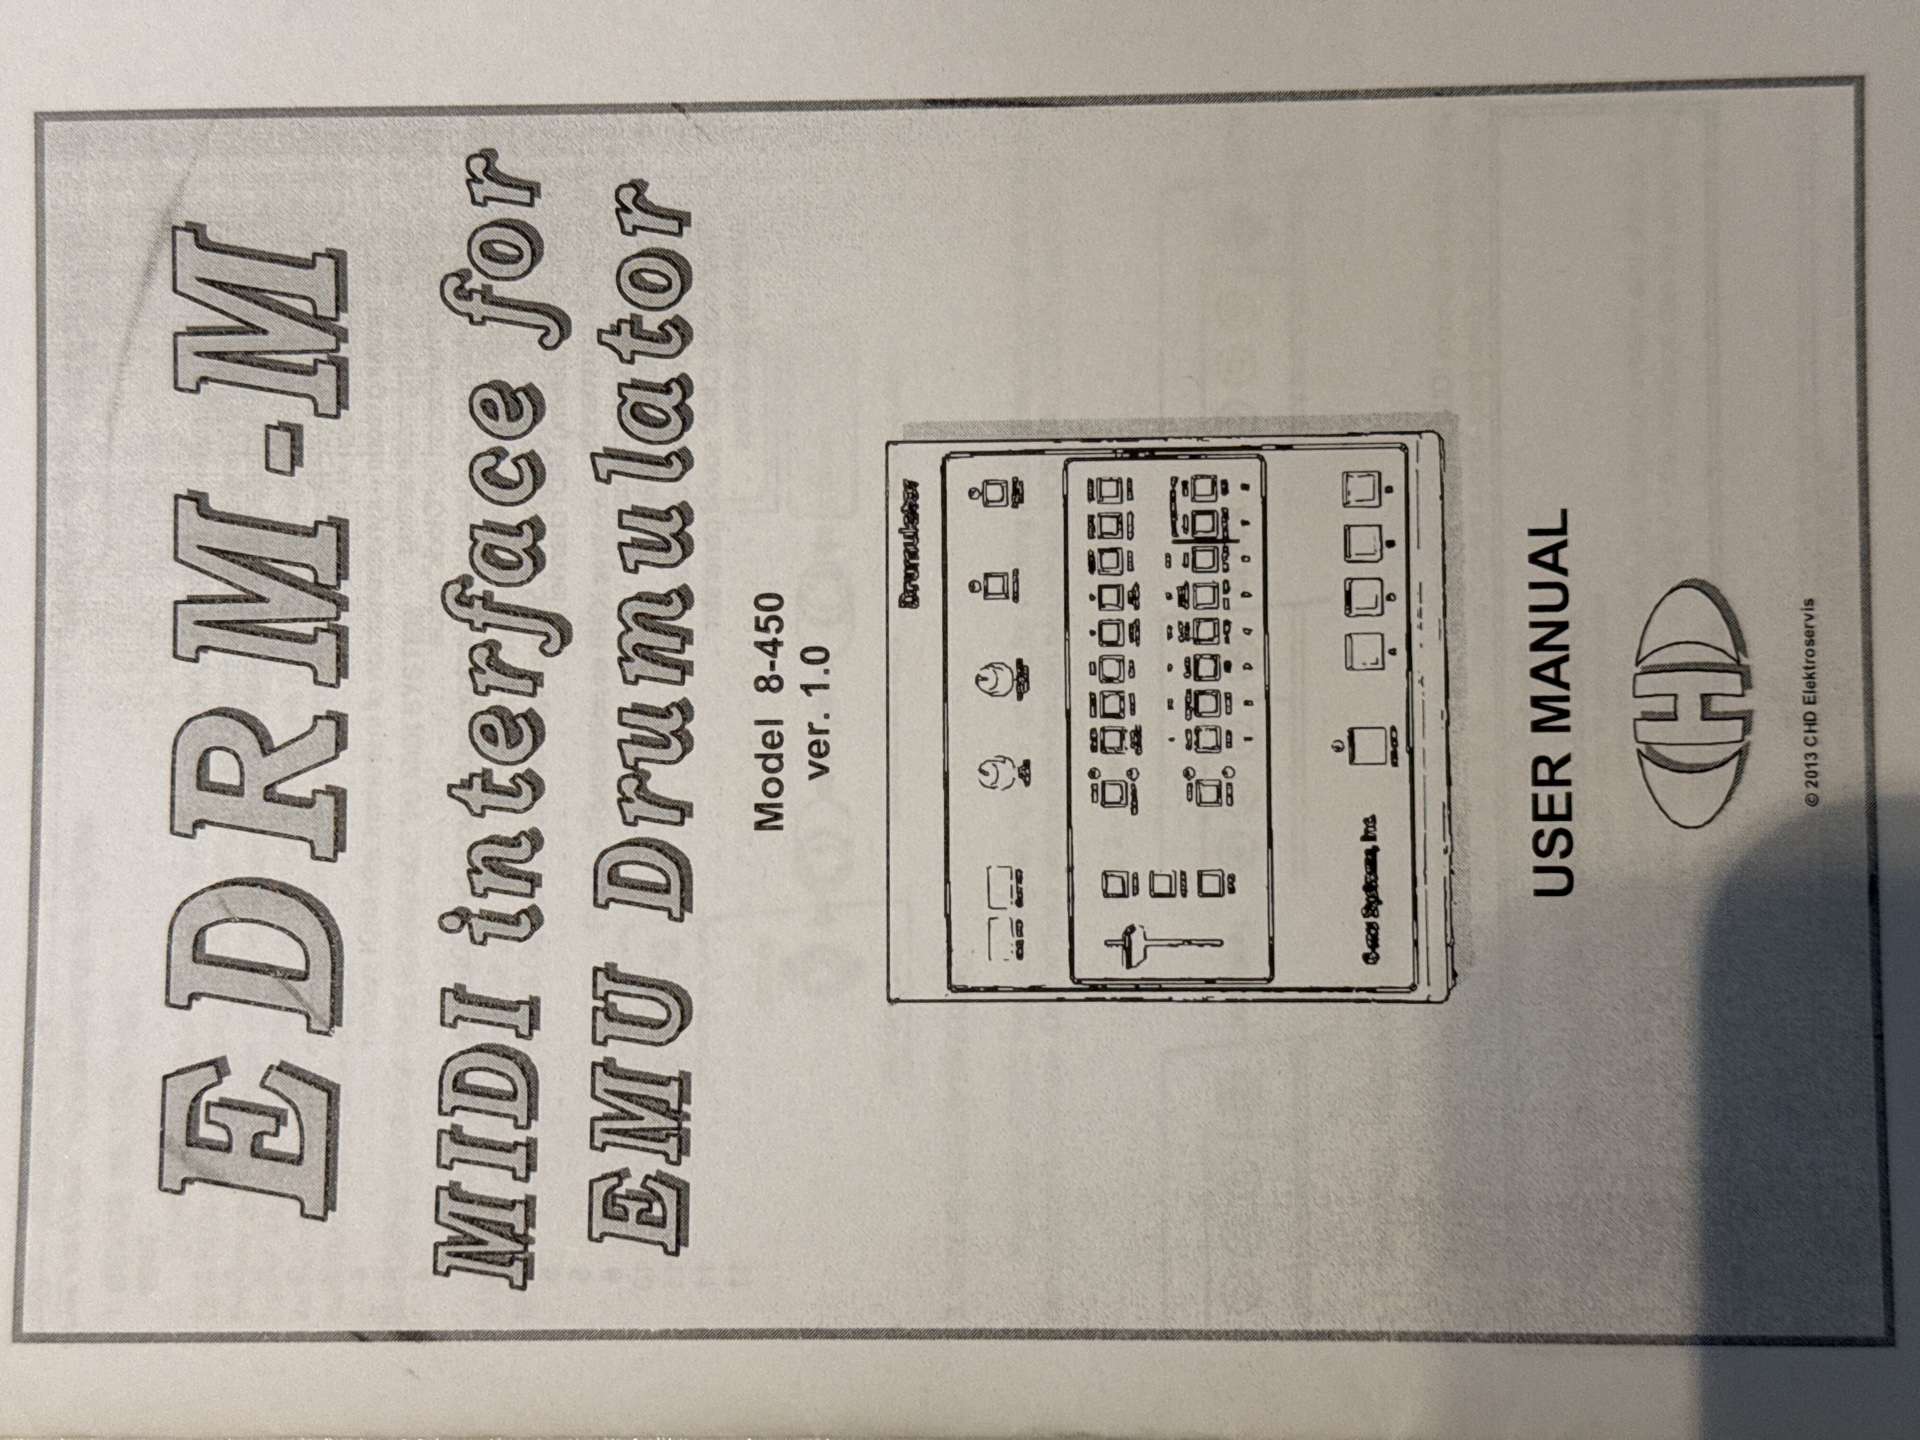 EDRM-M
MIDI interface for
EMU Drumulator
Model 8-450
ver. 1.0
Drumulator
E-mu Systems, Inc.
USER MANUAL
CHD
© 2013 CHD Elektroservis